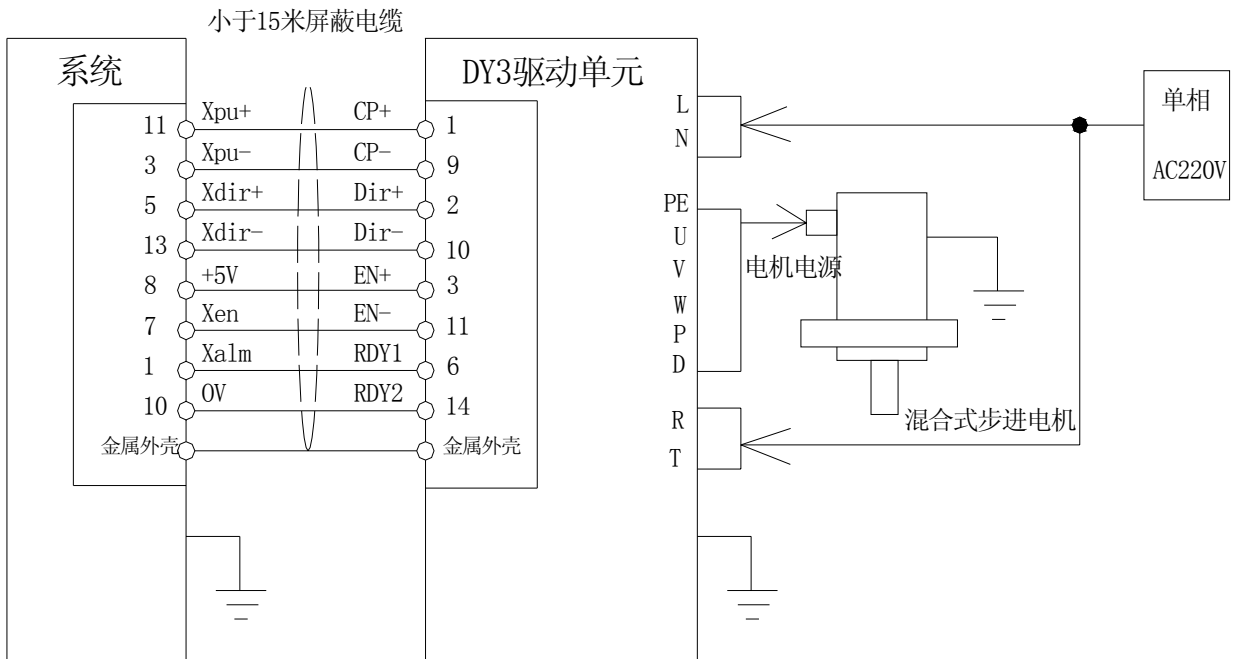 小于15米屏蔽电缆
系统
DY3驱动单元
单相
AC220V
11 Xpu+ CP+ 1
3 Xpu- CP- 9
5 Xdir+ Dir+ 2
13 Xdir- Dir- 10
8 +5V EN+ 3
7 Xen EN- 11
1 Xalm RDY1 6
10 0V RDY2 14
金属外壳 金属外壳
L
N
PE
U
V
W
P
D
R
T
电机电源
混合式步进电机